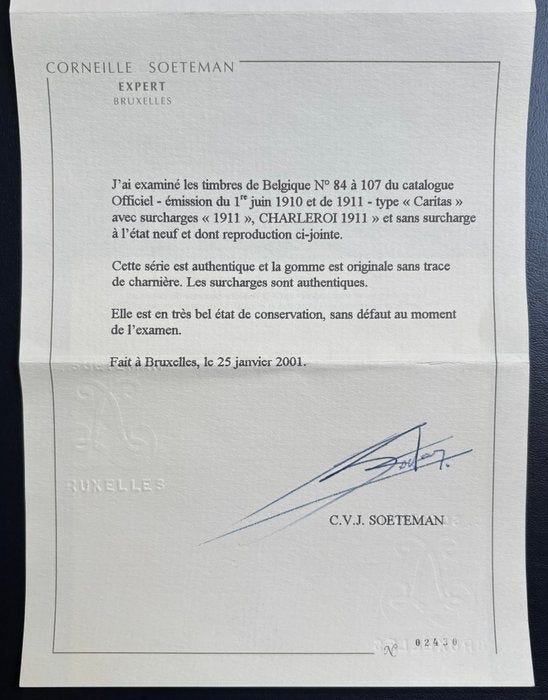 CORNEILLE SOETEMAN
EXPERT
BRUXELLES
J'ai examiné les timbres de Belgique N° 84 à 107 du catalogue
Officiel - émission du 1re juin 1910 et de 1911 - type « Caritas »
avec surcharges « 1911 », CHARLEROI 1911 » et sans surcharge
à l'état neuf et dont reproduction ci-jointe.
Cette série est authentique et la gomme est originale sans trace
de charnière. Les surcharges sont authentiques.
Elle est en très bel état de conservation, sans défaut au moment
de l'examen.
Fait à Bruxelles, le 25 janvier 2001.
RUXELLES
Soeteman.
C.V.J. SOETEMAN
N° 02430